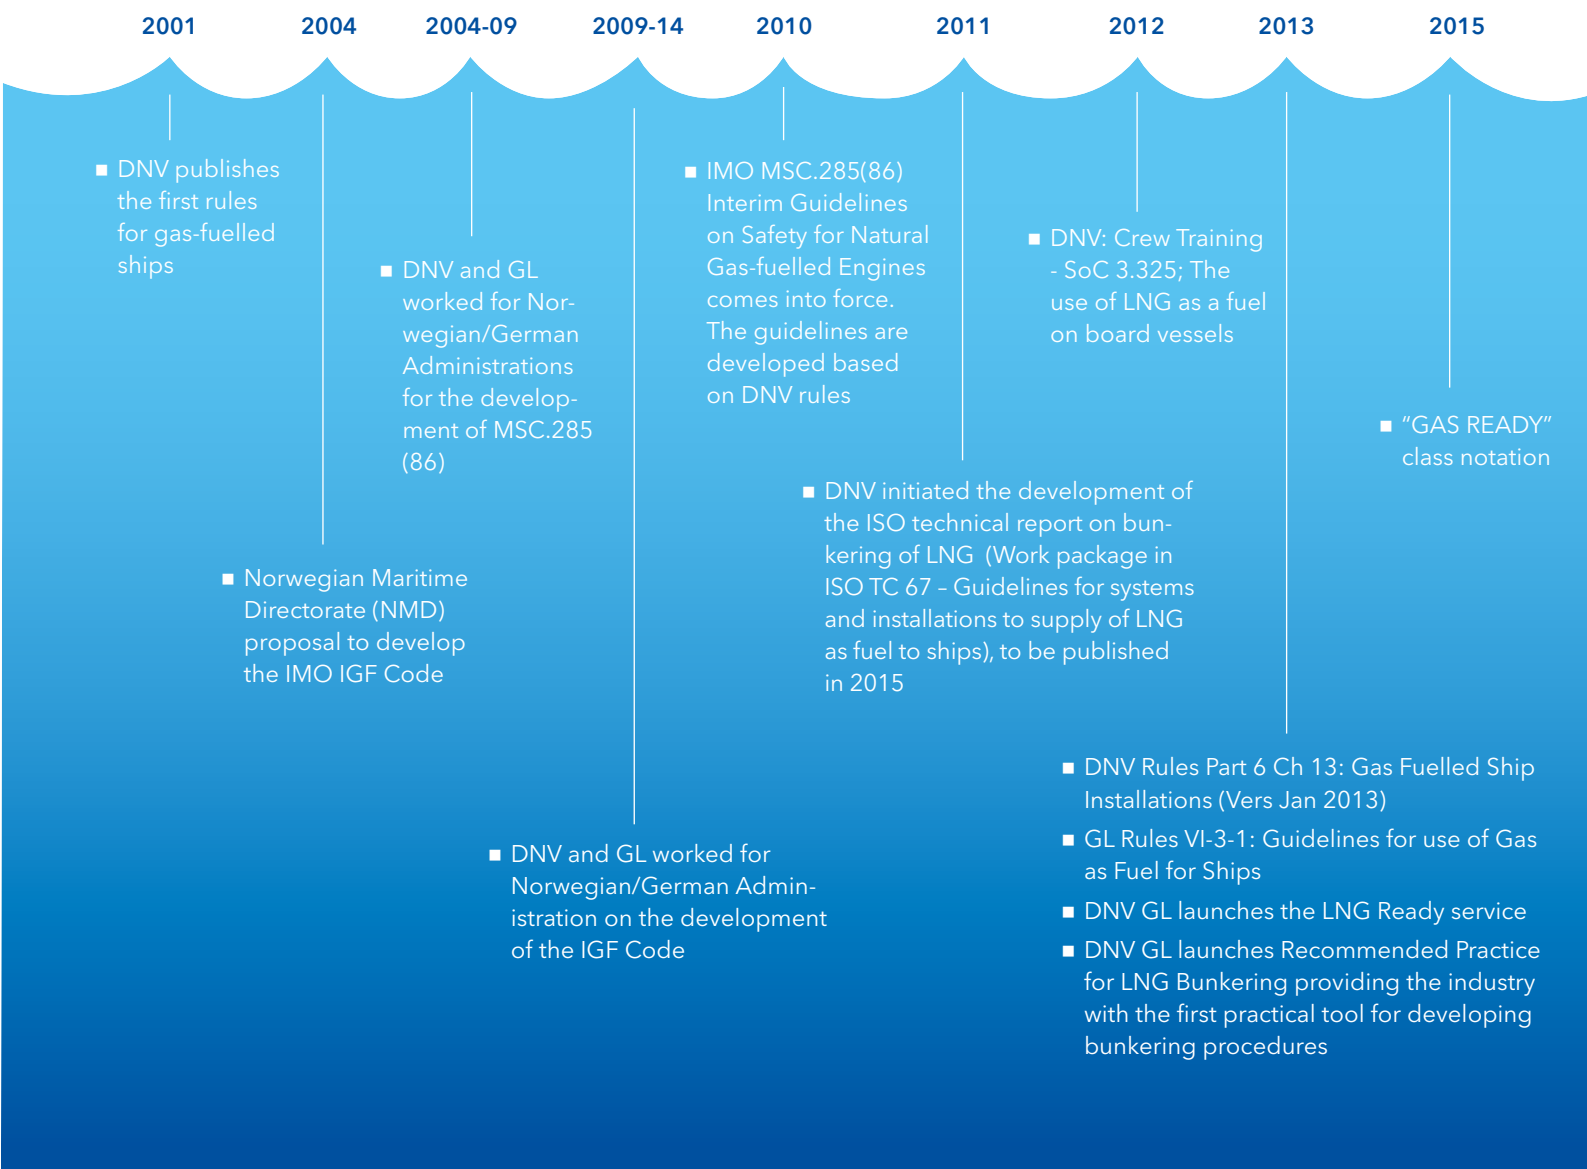 2001
2004
2004-09
2009-14
2010
2011
2012
2013
2015
DNV publishes
the first rules
for gas-fuelled
ships
Norwegian Maritime
Directorate (NMD)
proposal to develop
the IMO IGF Code
DNV and GL
worked for Nor-
wegian/German
Administrations
for the develop-
ment of MSC.285
(86)
DNV and GL worked for
Norwegian/German Admin-
istration on the development
of the IGF Code
IMO MSC.285(86)
Interim Guidelines
on Safety for Natural
Gas-fuelled Engines
comes into force.
The guidelines are
developed based
on DNV rules
DNV initiated the development of
the ISO technical report on bun-
kering of LNG (Work package in
ISO TC 67 – Guidelines for systems
and installations to supply of LNG
as fuel to ships), to be published
in 2015
DNV: Crew Training
- SoC 3.325; The
use of LNG as a fuel
on board vessels
DNV Rules Part 6 Ch 13: Gas Fuelled Ship
Installations (Vers Jan 2013)
GL Rules VI-3-1: Guidelines for use of Gas
as Fuel for Ships
DNV GL launches the LNG Ready service
DNV GL launches Recommended Practice
for LNG Bunkering providing the industry
with the first practical tool for developing
bunkering procedures
“GAS READY”
class notation